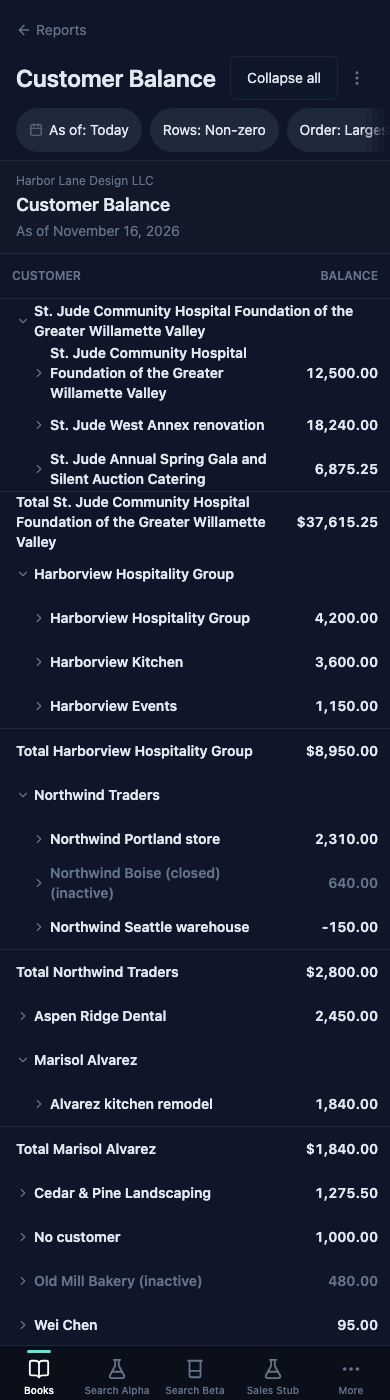 Reports
Customer Balance
Collapse all
As of: Today
Rows: Non-zero
Order: Larges
Harbor Lane Design LLC
Customer Balance
As of November 16, 2026
CUSTOMER BALANCE
St. Jude Community Hospital Foundation of the
Greater Willamette Valley
St. Jude Community Hospital
Foundation of the Greater 12,500.00
Willamette Valley
St. Jude West Annex renovation 18,240.00
St. Jude Annual Spring Gala and
Silent Auction Catering 6,875.25
Total St. Jude Community Hospital
Foundation of the Greater Willamette $37,615.25
Valley
Harborview Hospitality Group
Harborview Hospitality Group 4,200.00
Harborview Kitchen 3,600.00
Harborview Events 1,150.00
Total Harborview Hospitality Group $8,950.00
Northwind Traders
Northwind Portland store 2,310.00
Northwind Boise (closed)
(inactive) 640.00
Northwind Seattle warehouse -150.00
Total Northwind Traders $2,800.00
Aspen Ridge Dental 2,450.00
Marisol Alvarez
Alvarez kitchen remodel 1,840.00
Total Marisol Alvarez $1,840.00
Cedar & Pine Landscaping 1,275.50
No customer 1,000.00
Old Mill Bakery (inactive) 480.00
Wei Chen 95.00
Books Search Alpha Search Beta Sales Stub More